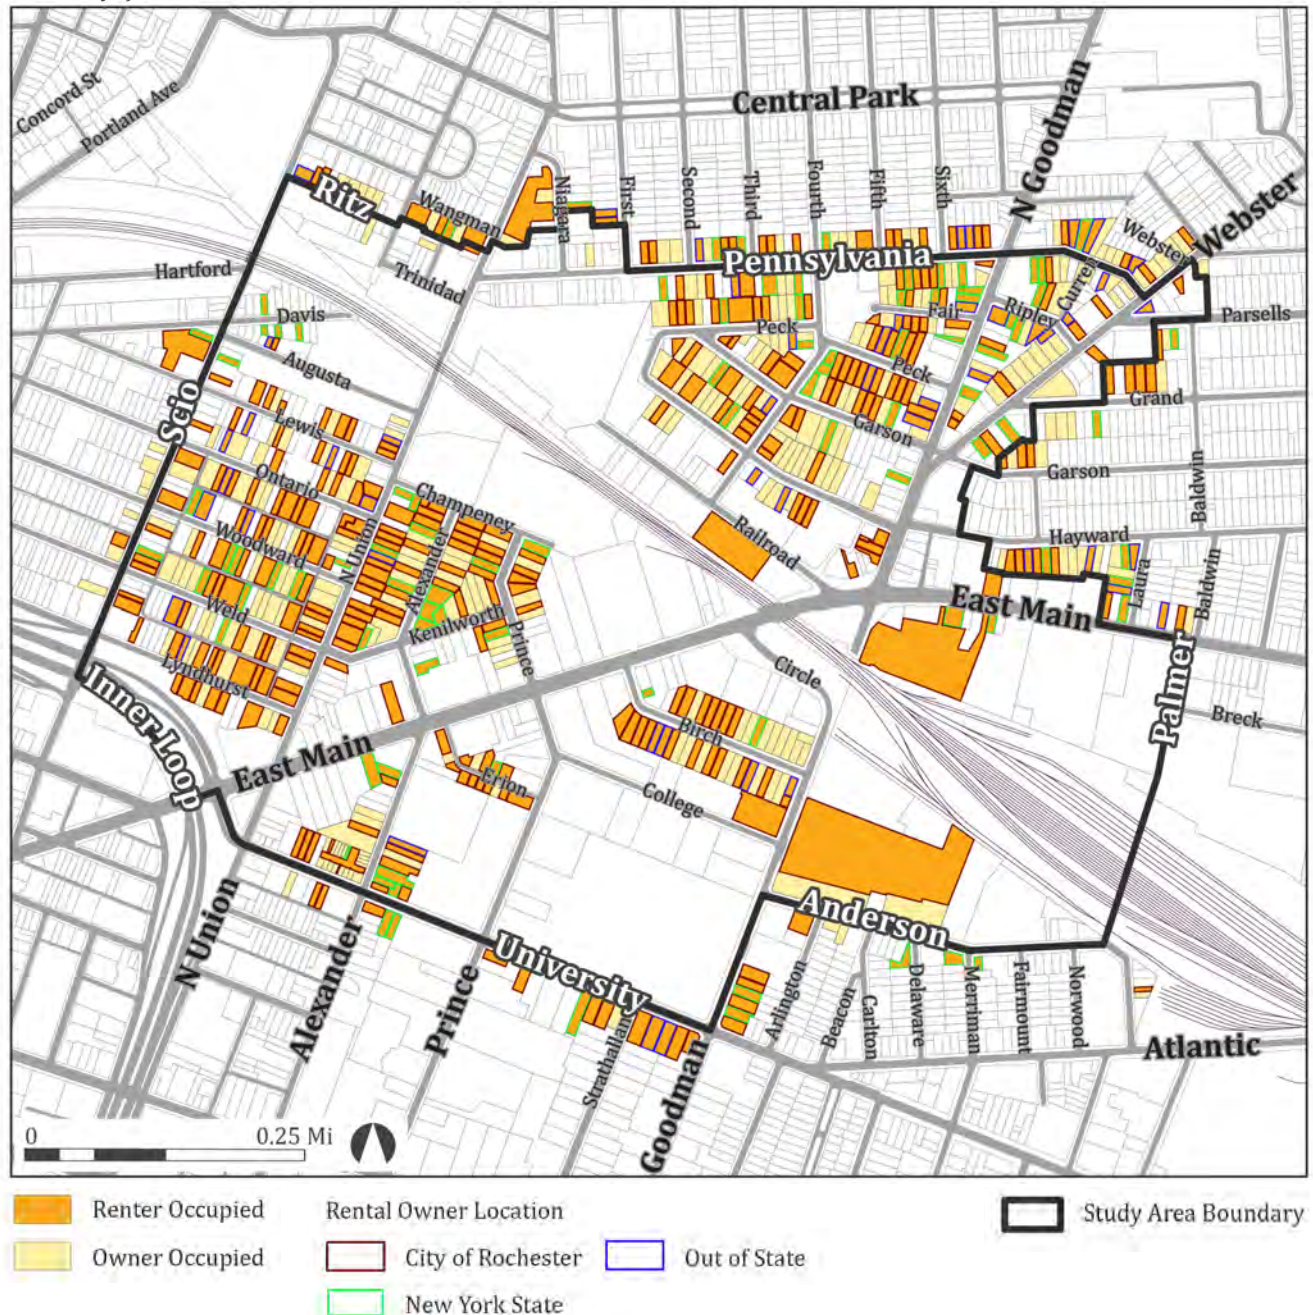 Central Park
Concord St
Portland Ave
N Goodman
Second
Third
Fourth
Fifth
Sixth
Niagara
First
Ritz
Wangman
Webster
Webster
Pennsylvania
Hartford
Trinidad
Davis
Peck
Fair
Ripley
Curren
Parsells
Augusta
Peck
Grand
Scio
Lewis
Garson
Garson
Baldwin
Ontario
Champeney
Railroad
Hayward
Woodward
N Union
Alexander
Laura
Baldwin
Weld
Kenilworth
Prince
East Main
Lyndhurst
Circle
Palmer
Inner Loop
Birch
Breck
East Main
Erion
College
Anderson
N Union
Alexander
Prince
University
Strathallan
Goodman
Arlington
Beacon
Carlton
Delaware
Merriman
Fairmount
Norwood
Atlantic
0 0.25 Mi
Renter Occupied Rental Owner Location Study Area Boundary
Owner Occupied City of Rochester Out of State
New York State